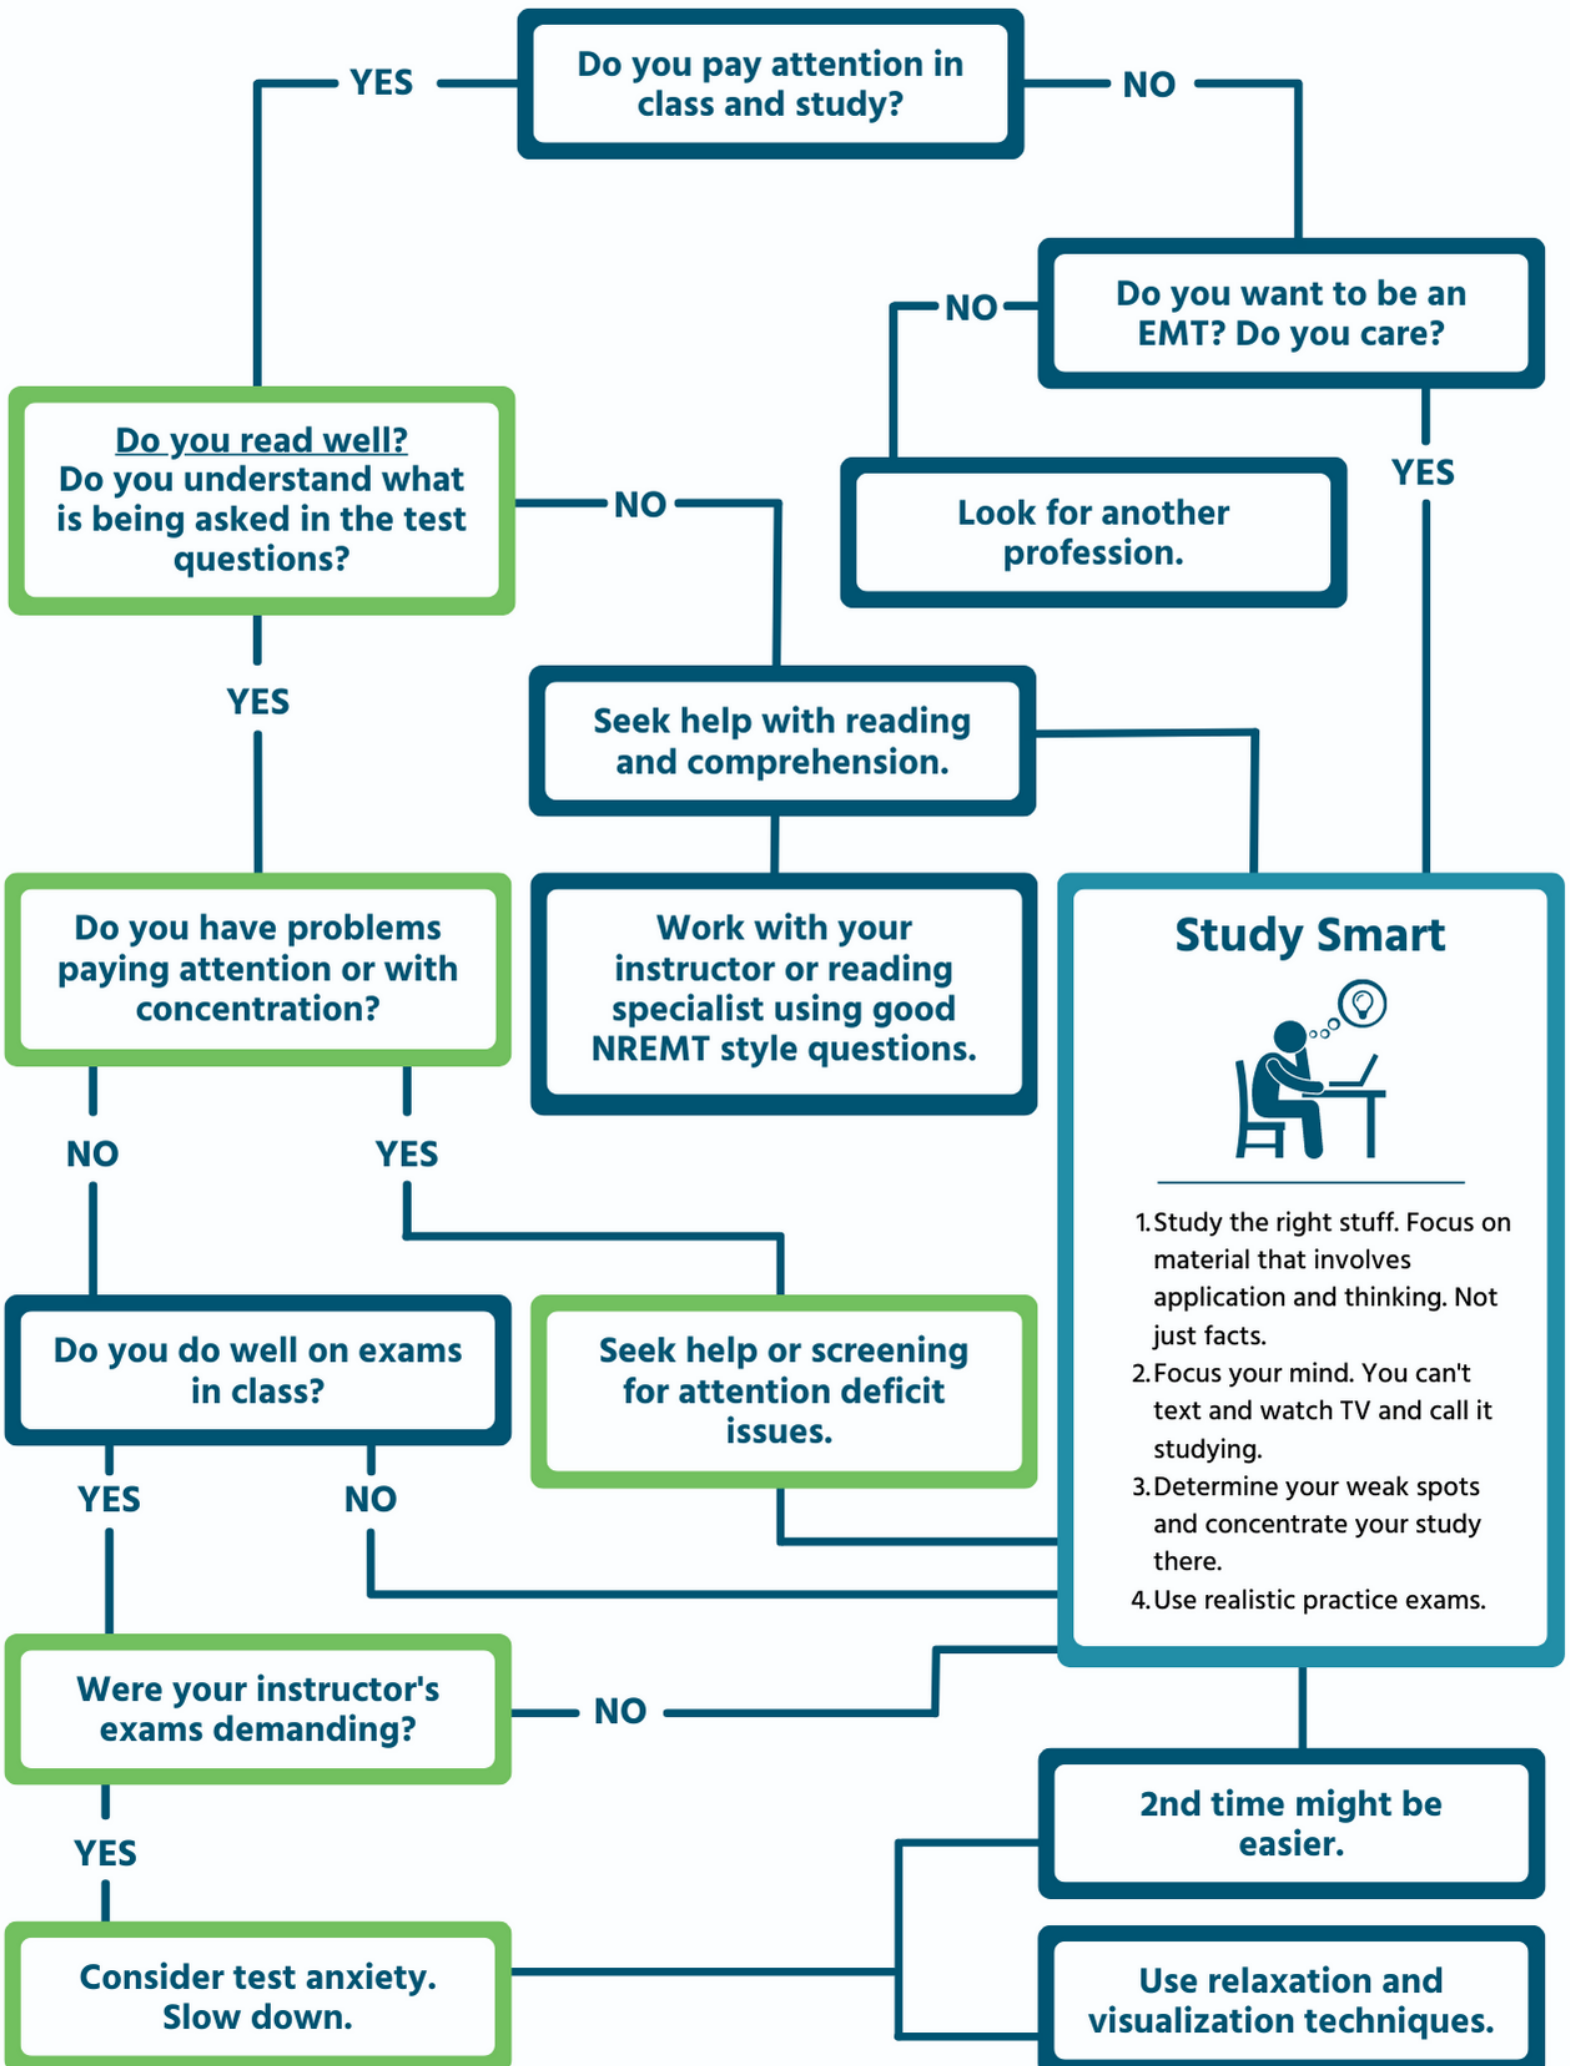 Do you pay attention in
class and study?
YES
NO
Do you want to be an
EMT? Do you care?
NO
YES
Look for another
profession.
Do you read well?
Do you understand what
is being asked in the test
questions?
NO
YES
Seek help with reading
and comprehension.
Work with your
instructor or reading
specialist using good
NREMT style questions.
Do you have problems
paying attention or with
concentration?
NO
YES
Study Smart
1. Study the right stuff. Focus on
material that involves
application and thinking. Not
just facts.
2. Focus your mind. You can't
text and watch TV and call it
studying.
3. Determine your weak spots
and concentrate your study
there.
4. Use realistic practice exams.
Do you do well on exams
in class?
Seek help or screening
for attention deficit
issues.
YES
NO
Were your instructor's
exams demanding?
NO
YES
2nd time might be
easier.
Consider test anxiety.
Slow down.
Use relaxation and
visualization techniques.